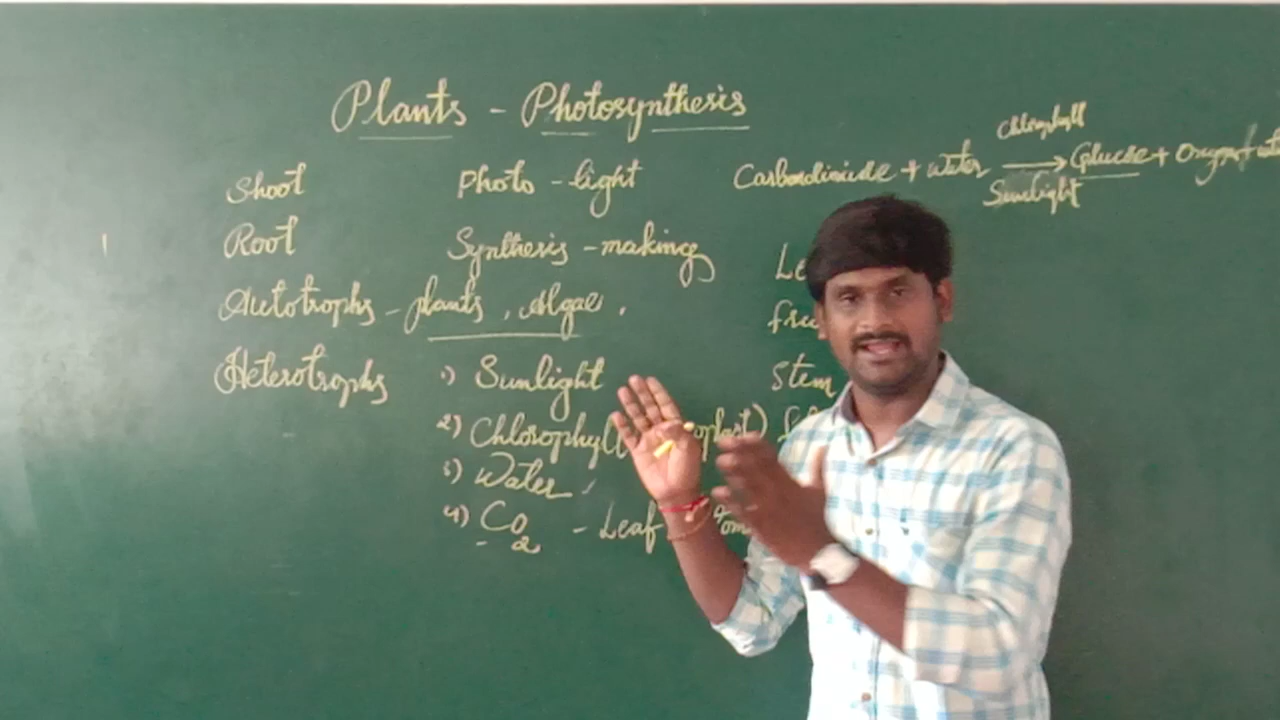 Plants - Photosynthesis
Shoot
Root
Autotrophs - plants, Algae,
Heterotrophs
Photo - light
Synthesis - making
1) Sunlight
2) Chlorophyll
3) Water
4) CO2 - Leaf
chlorophyll
Carbondioxide + water → Glucose + Oxygen +
Sunlight
Stem